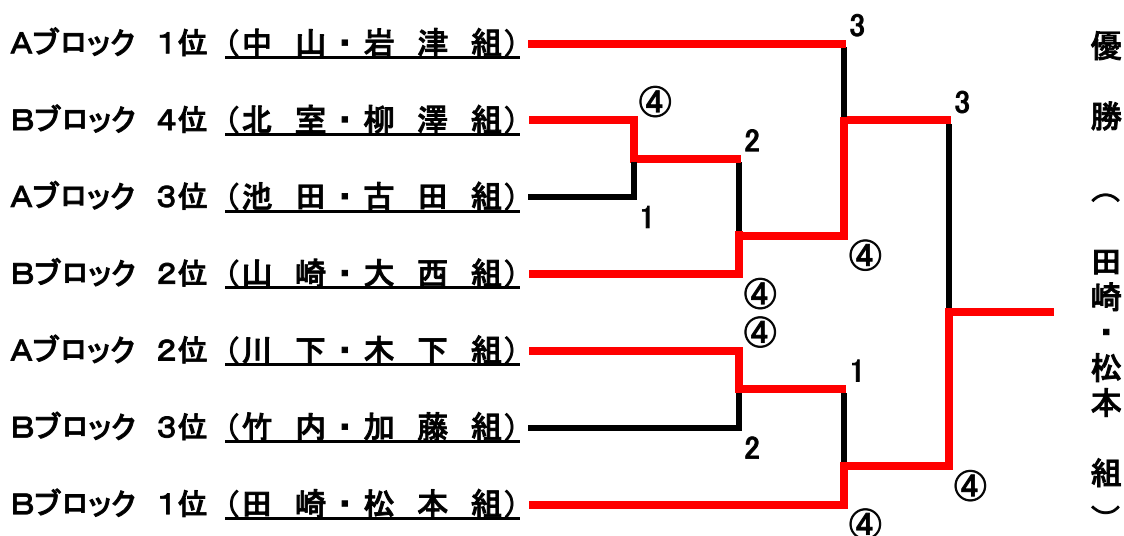 Aブロック 1位 (中 山・岩 津 組)
Bブロック 4位 (北 室・柳 澤 組)
Aブロック 3位 (池 田・古 田 組)
Bブロック 2位 (山 崎・大 西 組)
Aブロック 2位 (川 下・木 下 組)
Bブロック 3位 (竹 内・加 藤 組)
Bブロック 1位 (田 崎・松 本 組)
④
1
2
④
④
2
3
④
1
④
3
④
優 勝 ( 田崎・松本 組 )